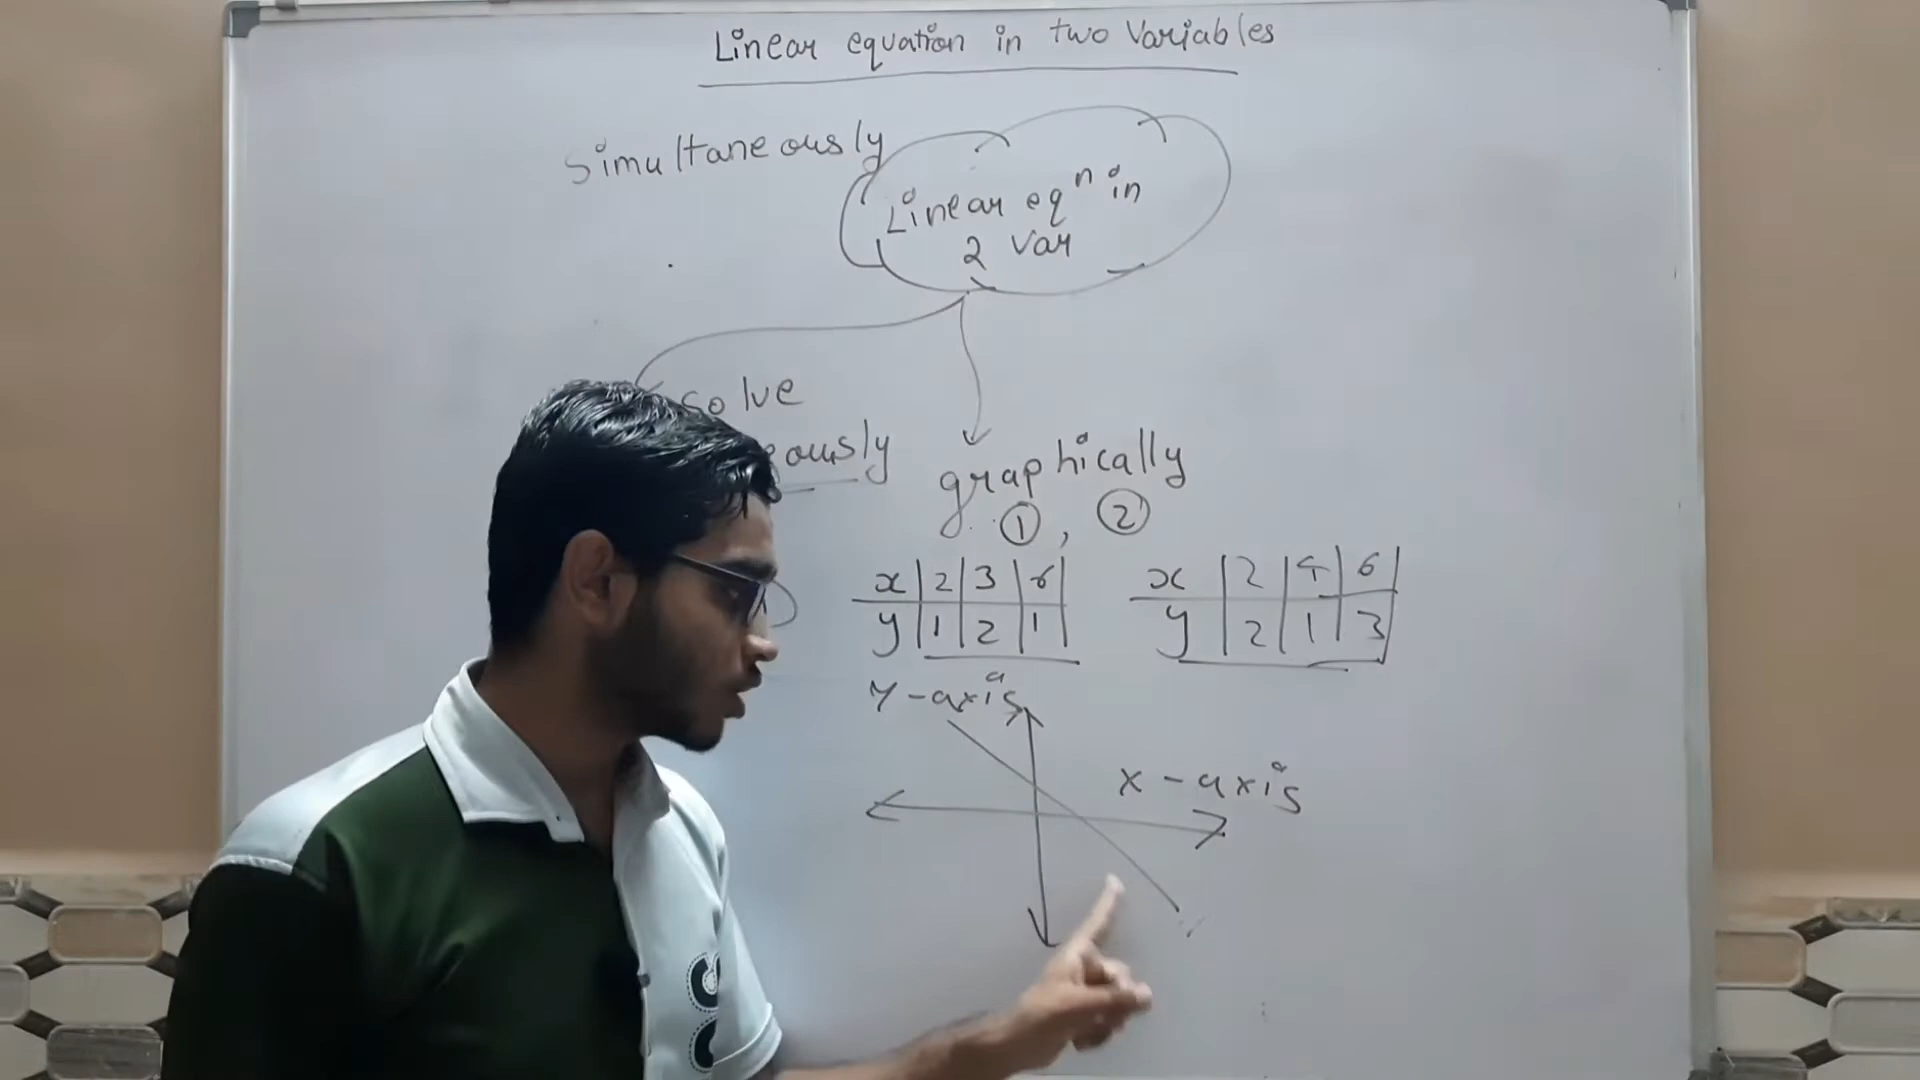 Linear equation in two Variables
Simultaneously
Linear eqⁿ in
2 var
Solve
eously
graphically
① , ②
x | 2 | 3 | 6 |
y | 1 | 2 | 1 |
x | 2 | 4 | 6 |
y | 2 | 1 | 3 |
Y-axis
X-axis